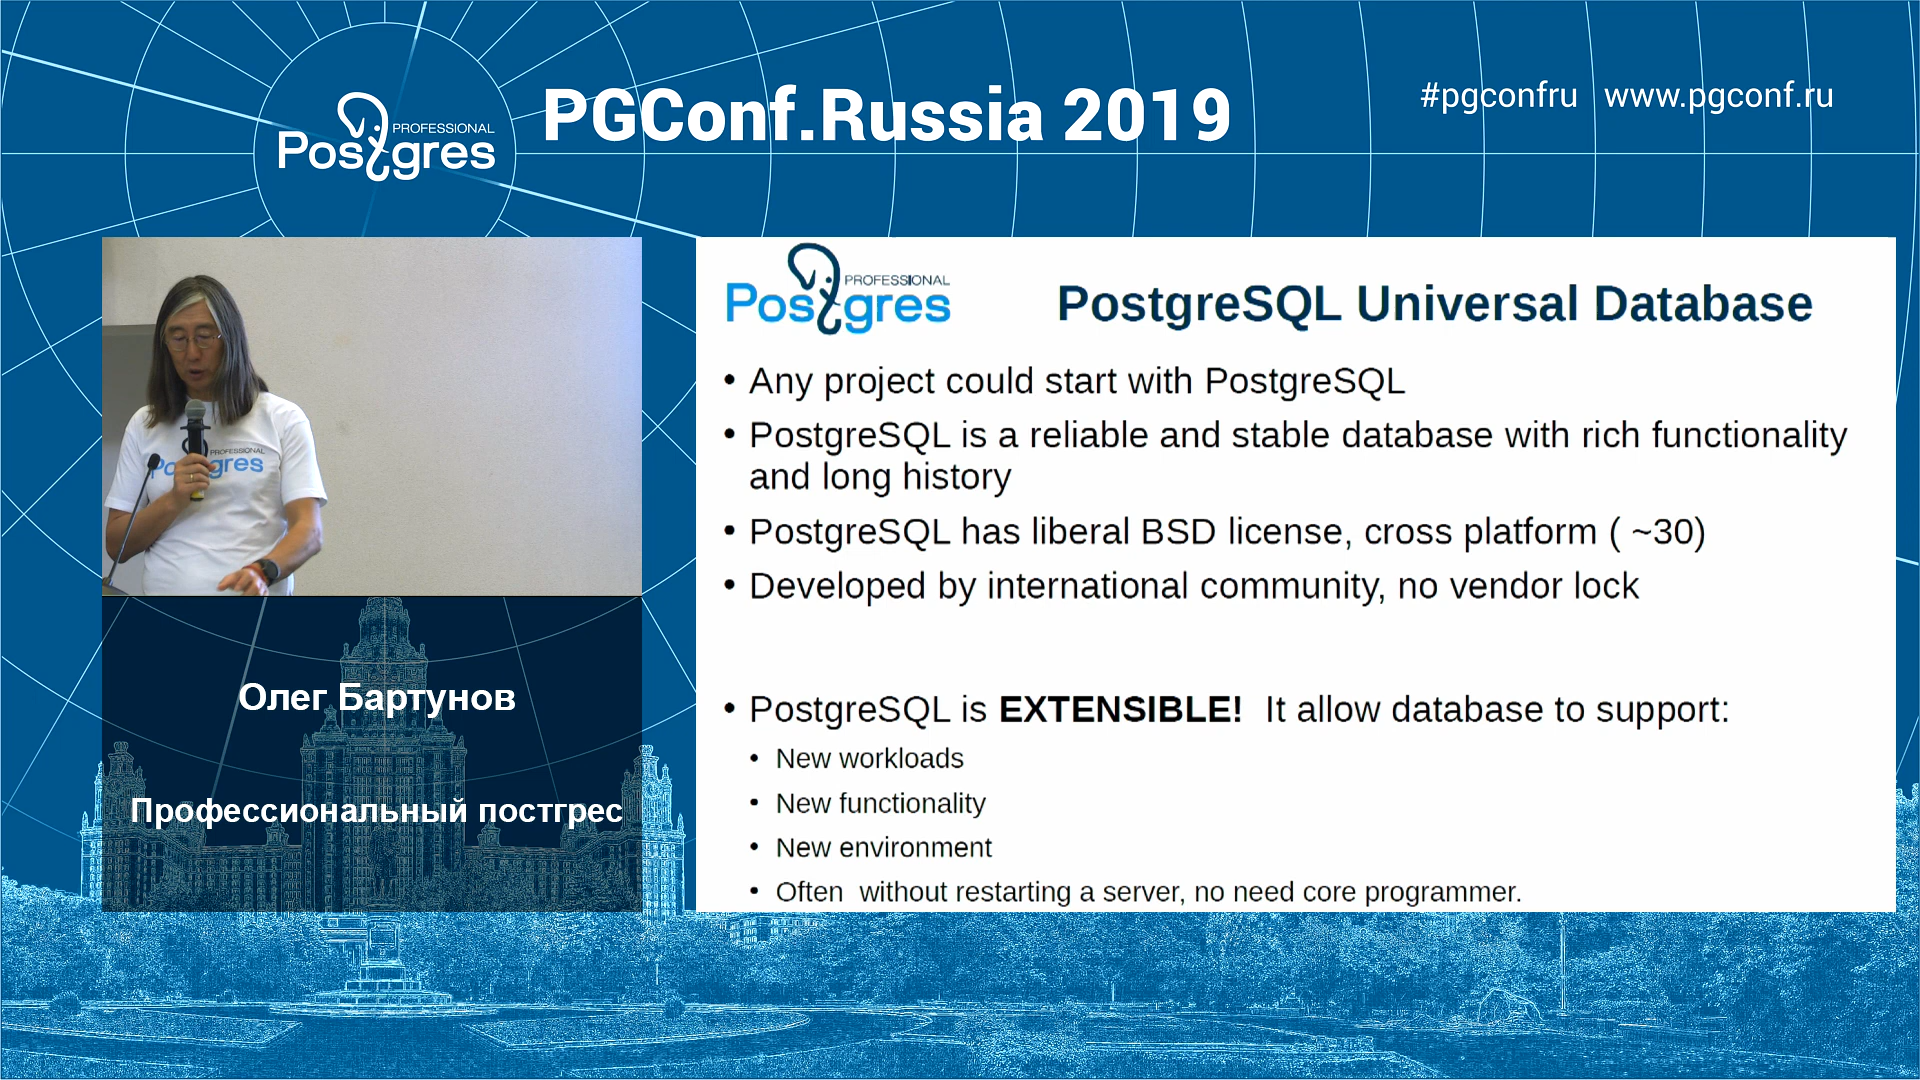 PROFESSIONAL
Postgres
PGConf.Russia 2019
#pgconfru www.pgconf.ru
PROFESSIONAL
Postgres
Олег Бартунов
Профессиональный постгрес
PROFESSIONAL
Postgres
PostgreSQL Universal Database
• Any project could start with PostgreSQL
• PostgreSQL is a reliable and stable database with rich functionality
and long history
• PostgreSQL has liberal BSD license, cross platform ( ~30)
• Developed by international community, no vendor lock
• PostgreSQL is EXTENSIBLE!  It allow database to support:
• New workloads
• New functionality
• New environment
• Often  without restarting a server, no need core programmer.